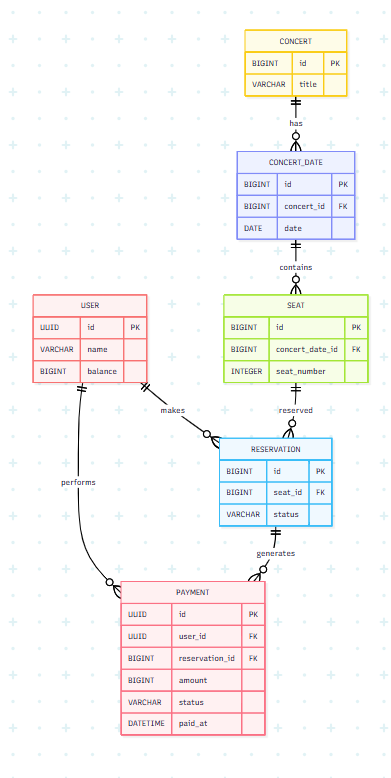 CONCERT
BIGINT id PK
VARCHAR title
has
CONCERT_DATE
BIGINT id PK
BIGINT concert_id FK
DATE date
contains
USER
UUID id PK
VARCHAR name
BIGINT balance
SEAT
BIGINT id PK
BIGINT concert_date_id FK
INTEGER seat_number
makes
reserved
RESERVATION
BIGINT id PK
BIGINT seat_id FK
VARCHAR status
performs
generates
PAYMENT
UUID id PK
UUID user_id FK
BIGINT reservation_id FK
BIGINT amount
VARCHAR status
DATETIME paid_at